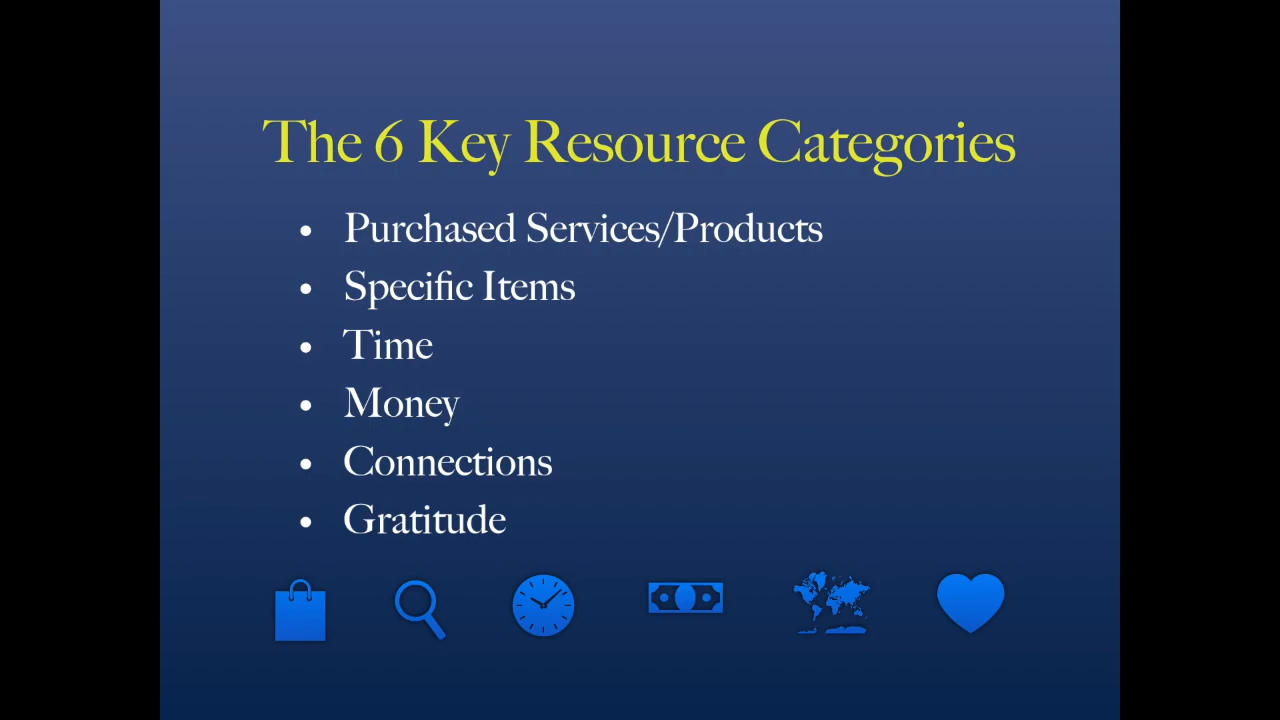 The 6 Key Resource Categories
• Purchased Services/Products
• Specific Items
• Time
• Money
• Connections
• Gratitude